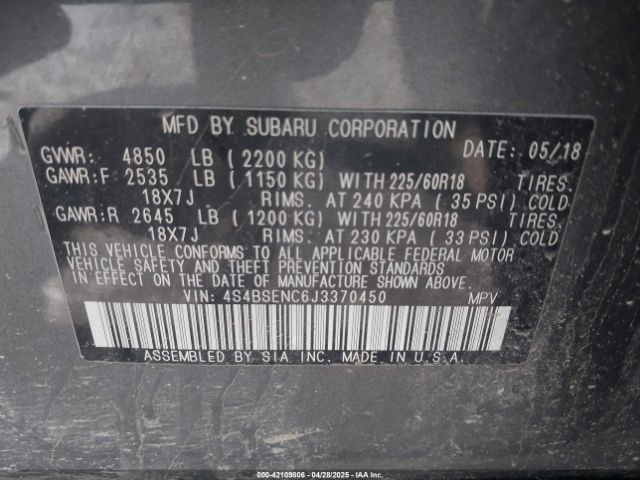 MFD BY SUBARU CORPORATION
GVWR: 4850 LB (2200 KG) DATE: 05/18
GAWR:F 2535 LB (1150 KG) WITH 225/60R18 TIRES.
18X7J RIMS. AT 240 KPA (35 PSI) COLD
GAWR:R 2645 LB (1200 KG) WITH 225/60R18 TIRES.
18X7J RIMS. AT 230 KPA (33 PSI) COLD
THIS VEHICLE CONFORMS TO ALL APPLICABLE FEDERAL MOTOR
VEHICLE SAFETY AND THEFT PREVENTION STANDARDS
IN EFFECT ON THE DATE OF MANUFACTURE SHOWN ABOVE.
VIN: 4S4BSENC6J3370450 MPV
ASSEMBLED BY SIA, INC. MADE IN U.S.A.
000-42109806 - 04/28/2025 - Copyright IAA, Inc.